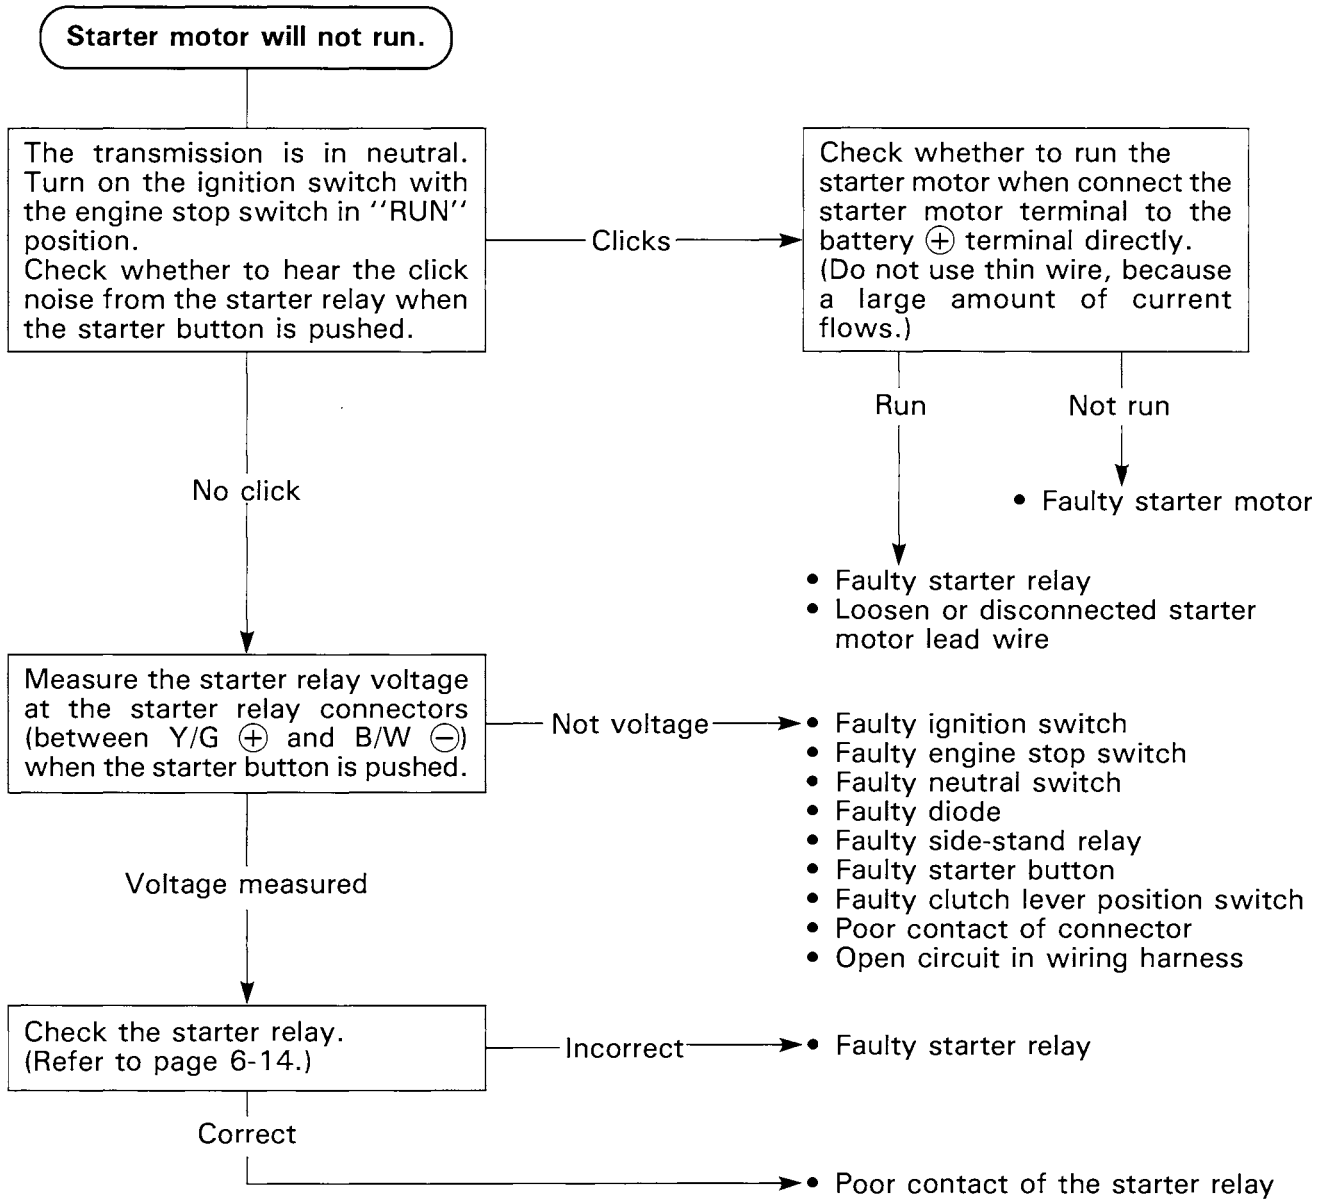 Starter motor will not run.
The transmission is in neutral.
Turn on the ignition switch with
the engine stop switch in "RUN"
position.
Check whether to hear the click
noise from the starter relay when
the starter button is pushed.
Clicks
Check whether to run the
starter motor when connect the
starter motor terminal to the
battery ⊕ terminal directly.
(Do not use thin wire, because
a large amount of current
flows.)
Run
Not run
• Faulty starter motor
• Faulty starter relay
• Loosen or disconnected starter
motor lead wire
No click
Measure the starter relay voltage
at the starter relay connectors
(between Y/G ⊕ and B/W ⊖)
when the starter button is pushed.
Not voltage
• Faulty ignition switch
• Faulty engine stop switch
• Faulty neutral switch
• Faulty diode
• Faulty side-stand relay
• Faulty starter button
• Faulty clutch lever position switch
• Poor contact of connector
• Open circuit in wiring harness
Voltage measured
Check the starter relay.
(Refer to page 6-14.)
Incorrect
• Faulty starter relay
Correct
• Poor contact of the starter relay